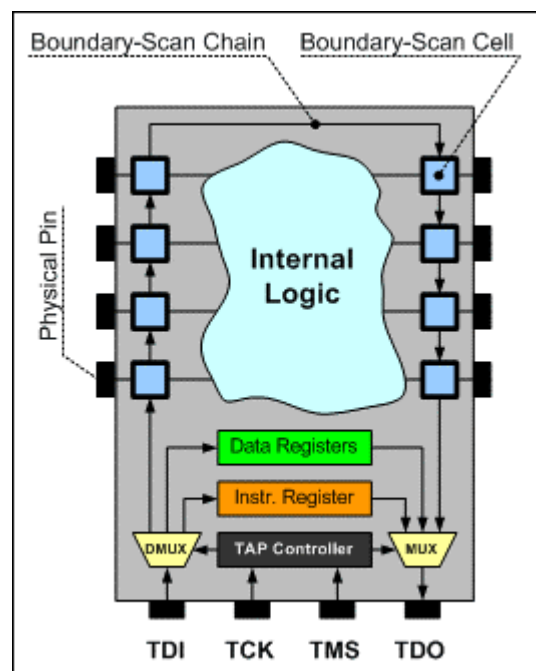 Boundary-Scan Chain
Boundary-Scan Cell
Physical Pin
Internal
Logic
Data Registers
Instr. Register
DMUX
TAP Controller
MUX
TDI
TCK
TMS
TDO